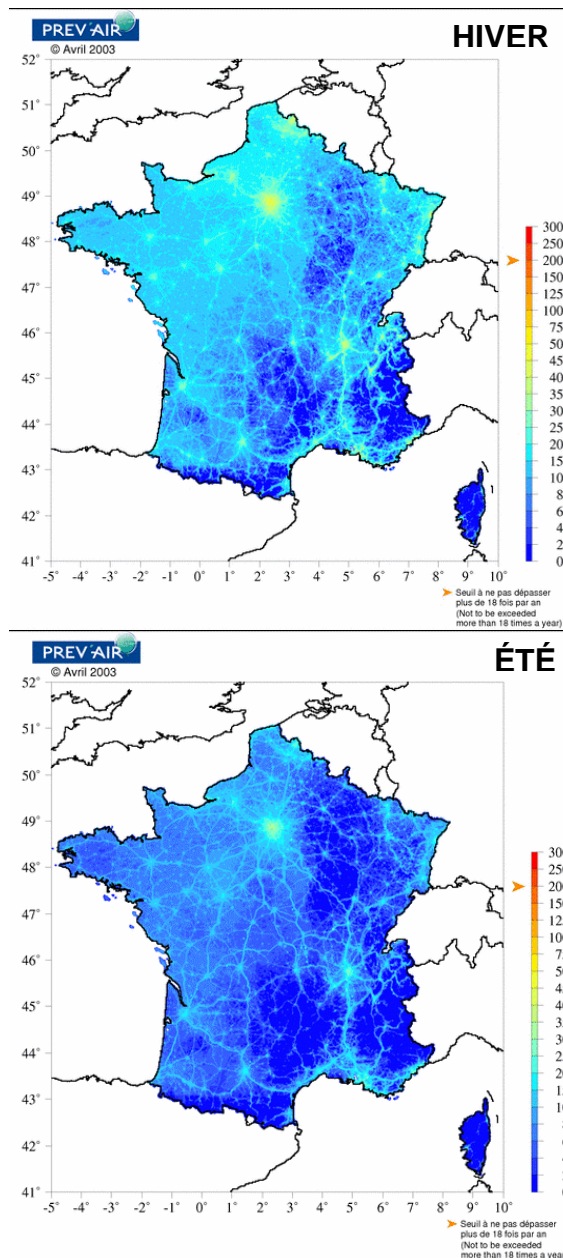 PREV'AIR
© Avril 2003
HIVER
52°
51°
50°
49°
48°
47°
46°
45°
44°
43°
42°
41°
-5° -4° -3° -2° -1° 0° 1° 2° 3° 4° 5° 6° 7° 8° 9° 10°
300
250
200
150
125
100
75
50
45
40
35
30
25
20
15
12
10
8
6
4
2
0
Seuil à ne pas dépasser
plus de 18 fois par an
(Not to be exceeded
more than 18 times a year)
PREV'AIR
© Avril 2003
ÉTÉ
52°
51°
50°
49°
48°
47°
46°
45°
44°
43°
42°
41°
-5° -4° -3° -2° -1° 0° 1° 2° 3° 4° 5° 6° 7° 8° 9° 10°
Seuil à ne pas dépasser
plus de 18 fois par an
(Not to be exceeded
more than 18 times a year